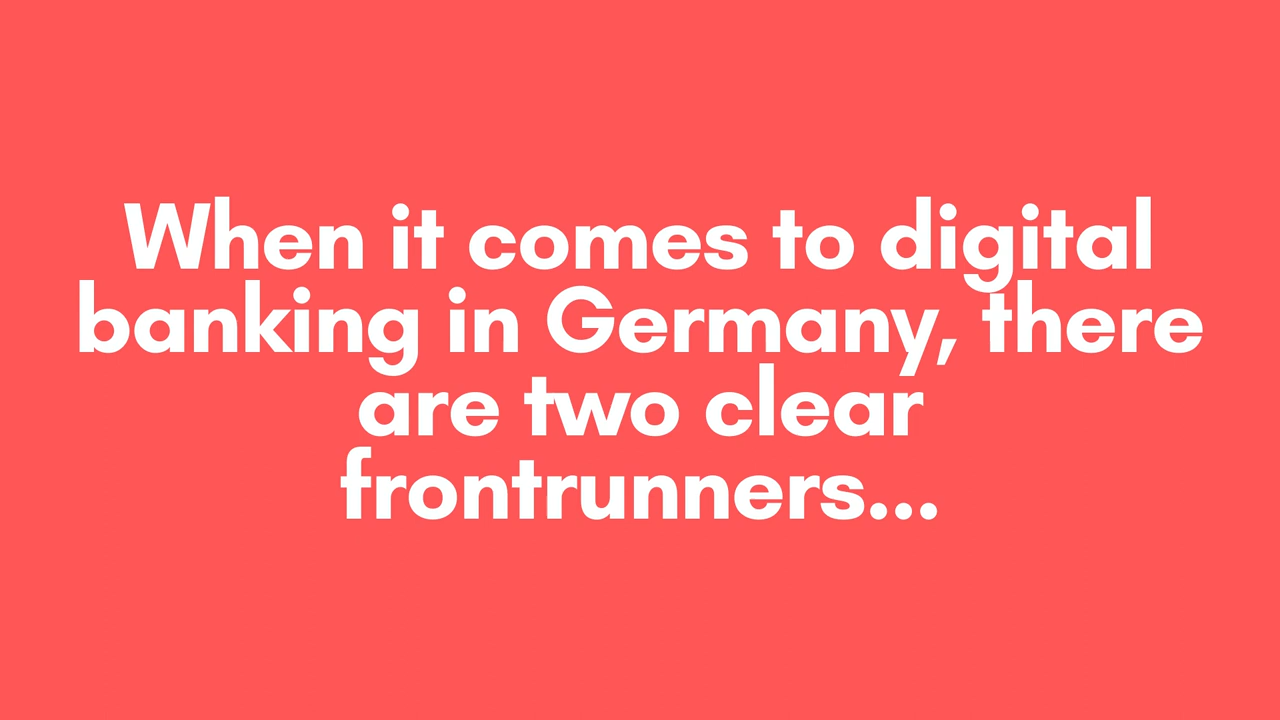 When it comes to digital
banking in Germany, there
are two clear
frontrunners...